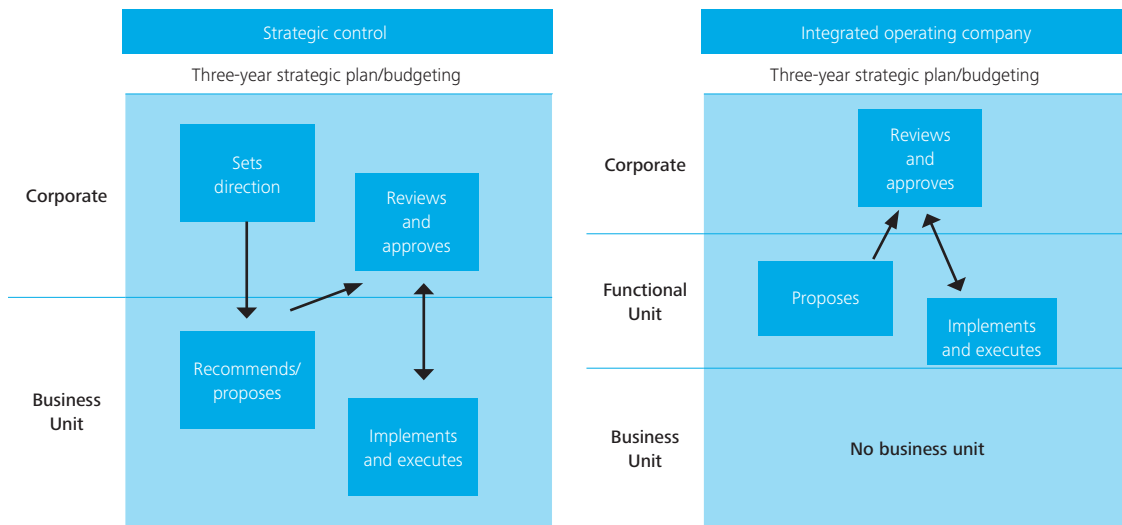 Strategic control
Three-year strategic plan/budgeting
Corporate
Sets
direction
Reviews
and
approves
Business
Unit
Recommends/
proposes
Implements
and executes
Integrated operating company
Three-year strategic plan/budgeting
Corporate
Reviews
and
approves
Functional
Unit
Proposes
Implements
and executes
Business
Unit
No business unit